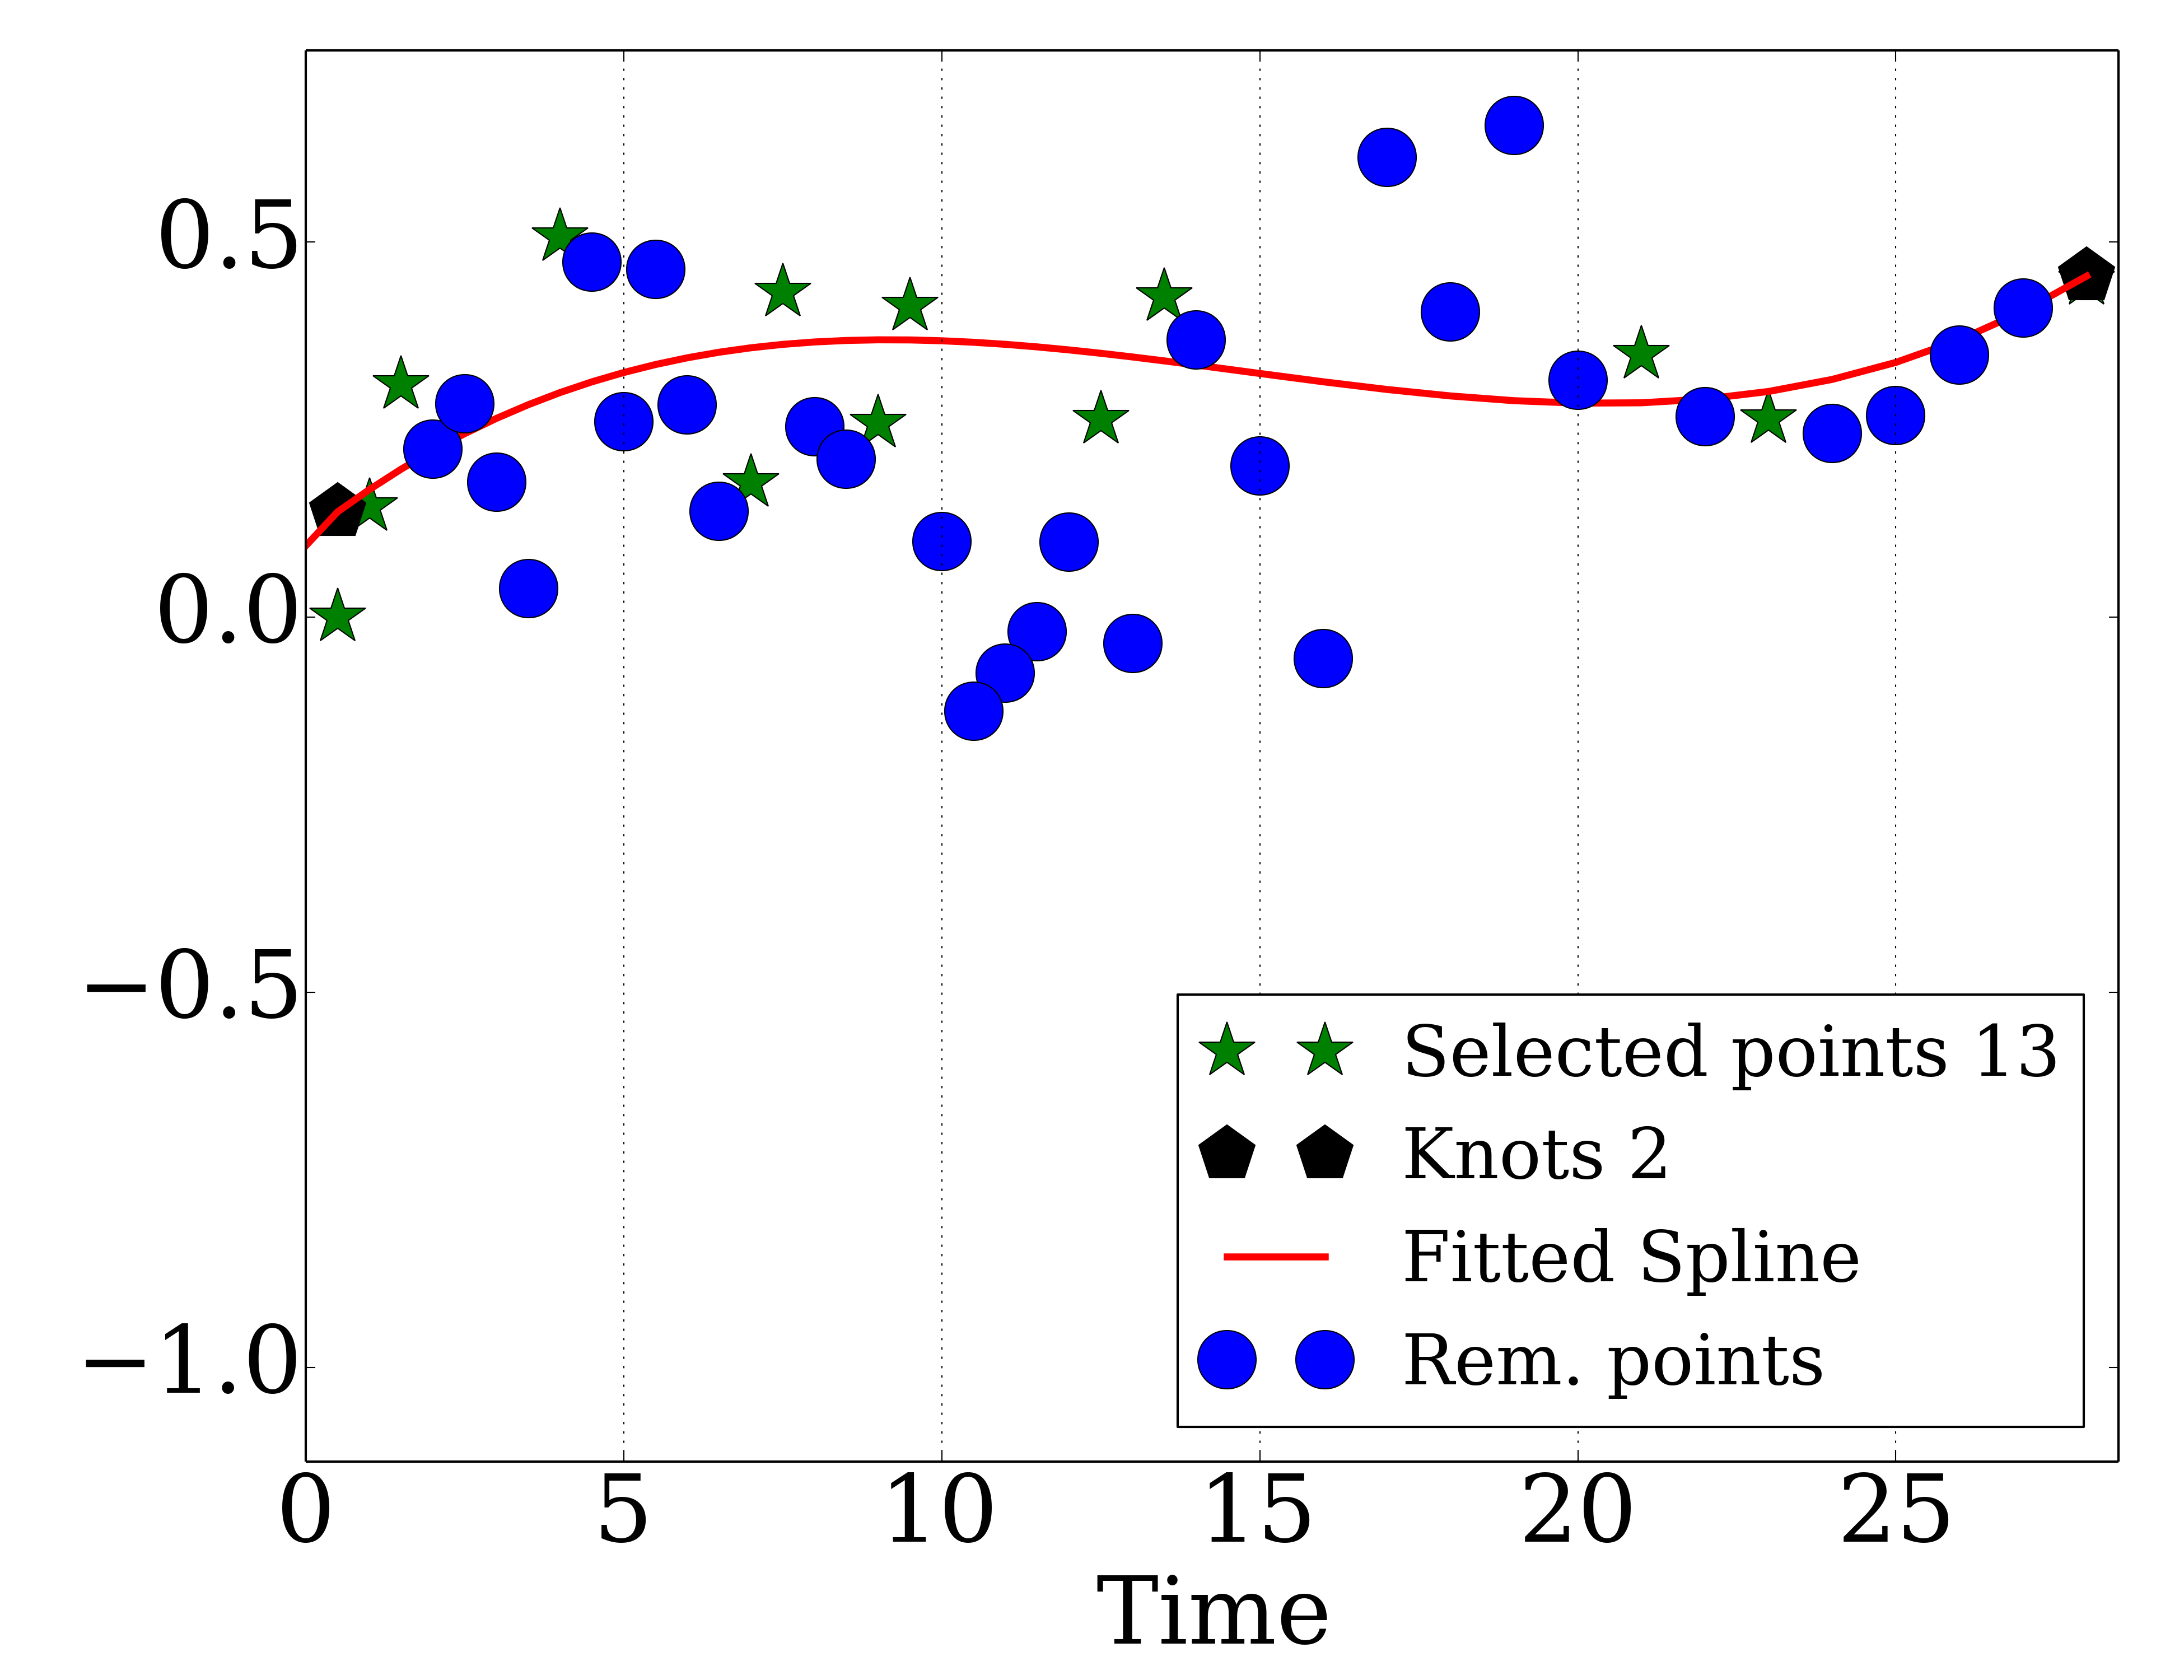 0.5
0.0
−0.5
−1.0
Selected points 13
Knots 2
Fitted Spline
Rem. points
0 5 10 15 20 25
Time